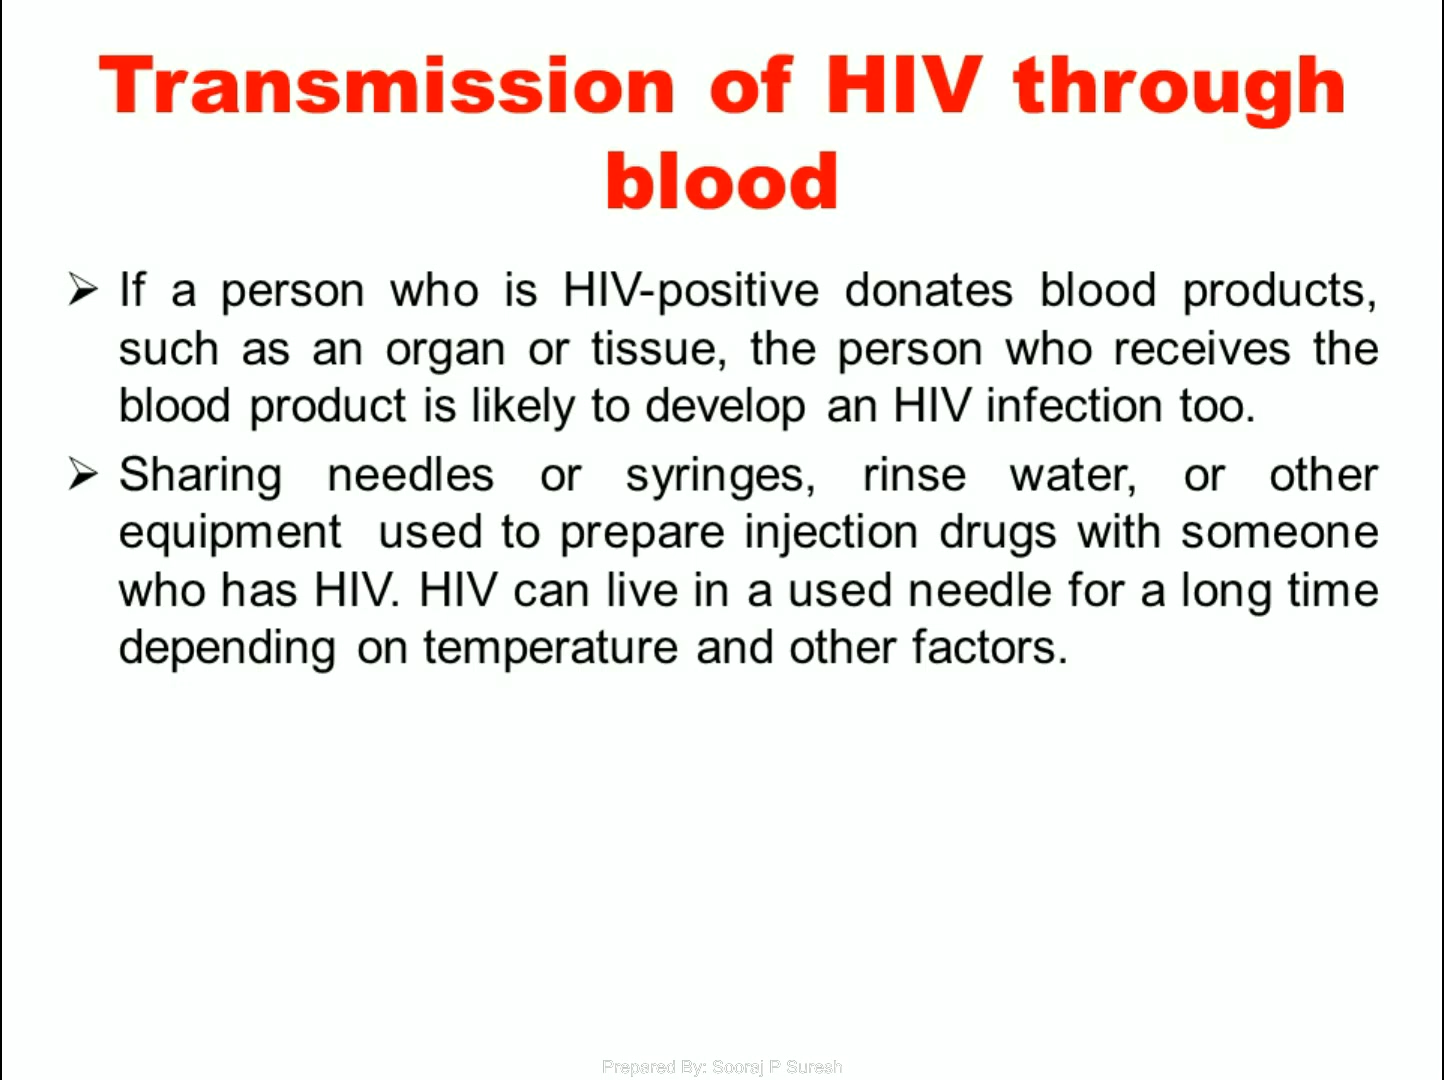 Transmission of HIV through
blood
➢ If a person who is HIV-positive donates blood products,
such as an organ or tissue, the person who receives the
blood product is likely to develop an HIV infection too.
➢ Sharing needles or syringes, rinse water, or other
equipment used to prepare injection drugs with someone
who has HIV. HIV can live in a used needle for a long time
depending on temperature and other factors.
Prepared By: Sooraj P Suresh